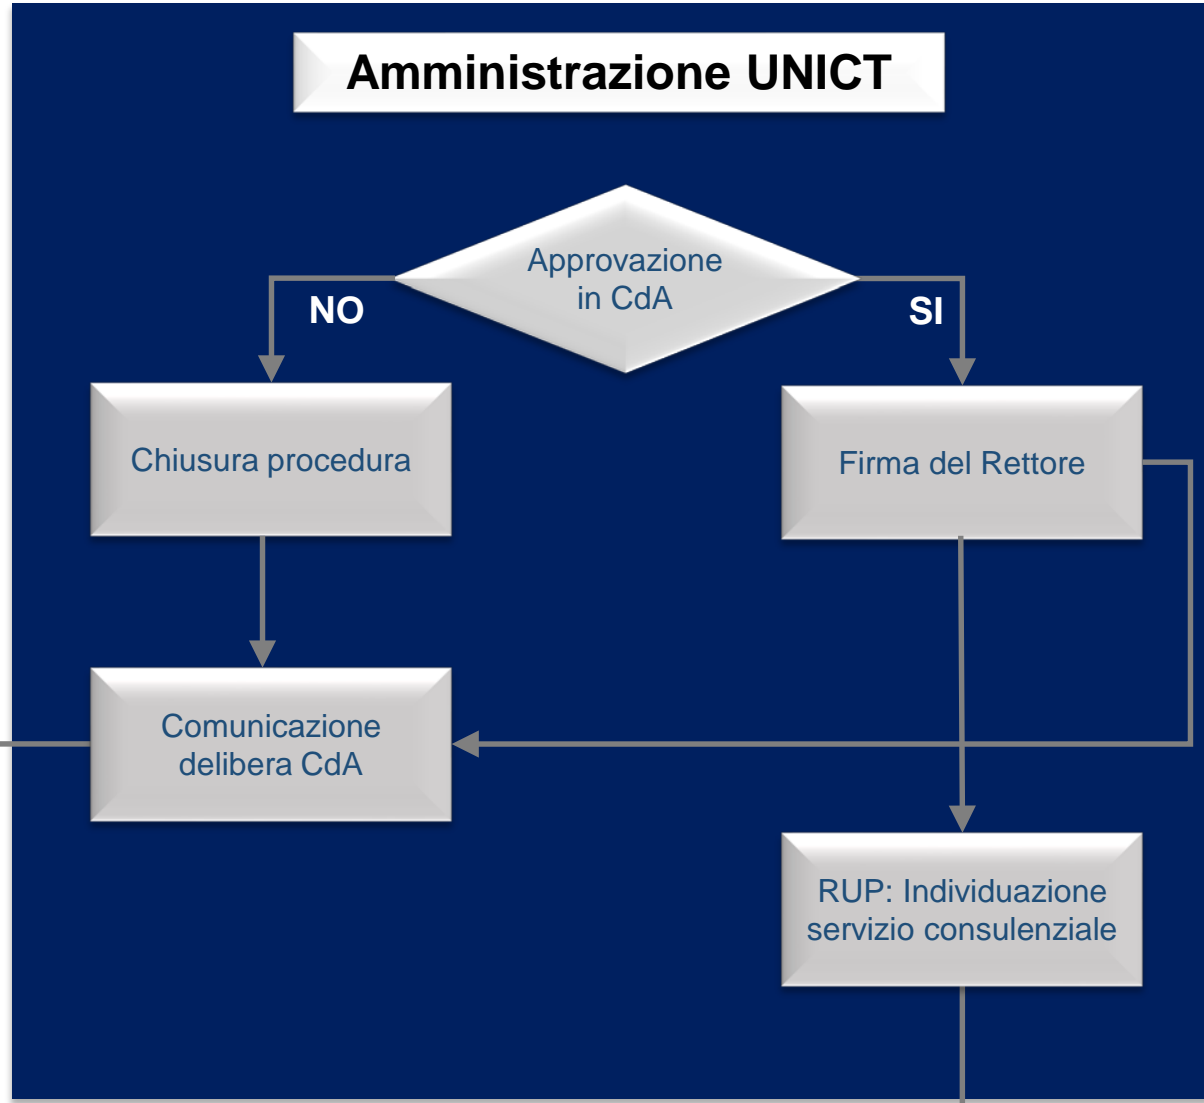 Amministrazione UNICT
Approvazione
in CdA
NO
SI
Chiusura procedura
Firma del Rettore
Comunicazione
delibera CdA
RUP: Individuazione
servizio consulenziale